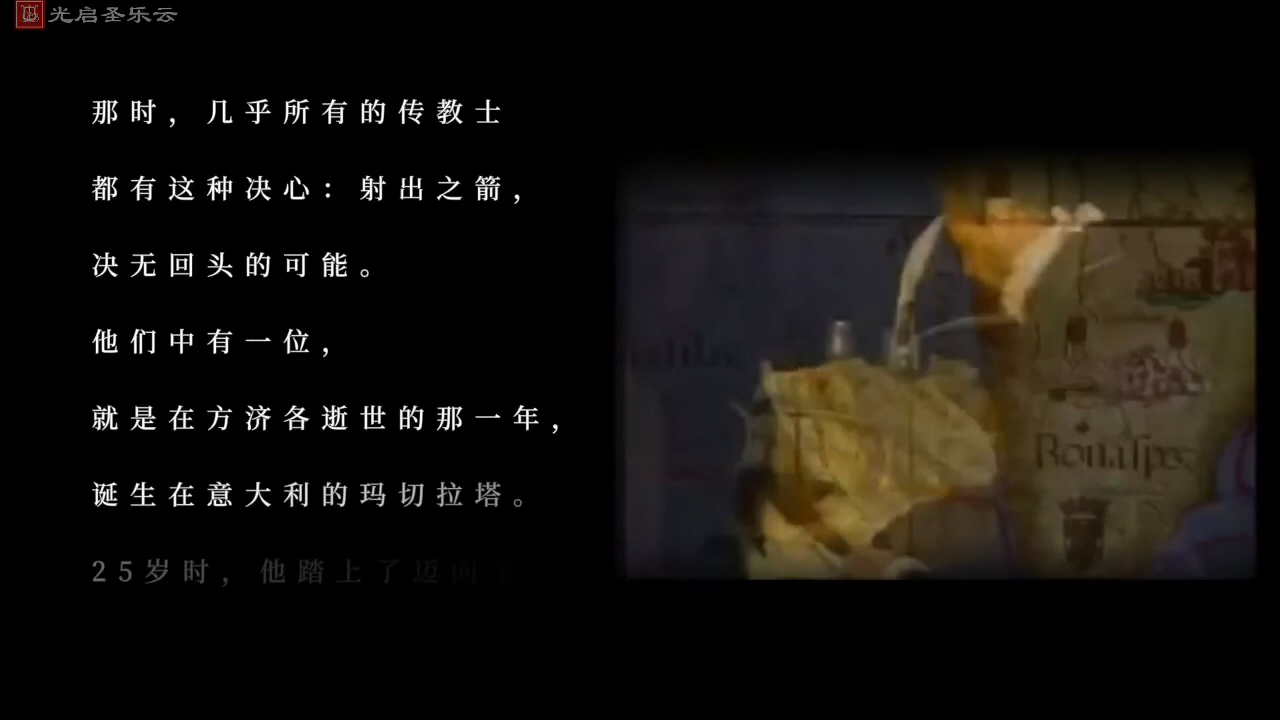 光启圣乐云
那时，几乎所有的传教士
都有这种决心：射出之箭，
决无回头的可能。
他们中有一位，
就是在方济各逝世的那一年，
诞生在意大利的玛切拉塔。
25岁时，他踏上了迈向